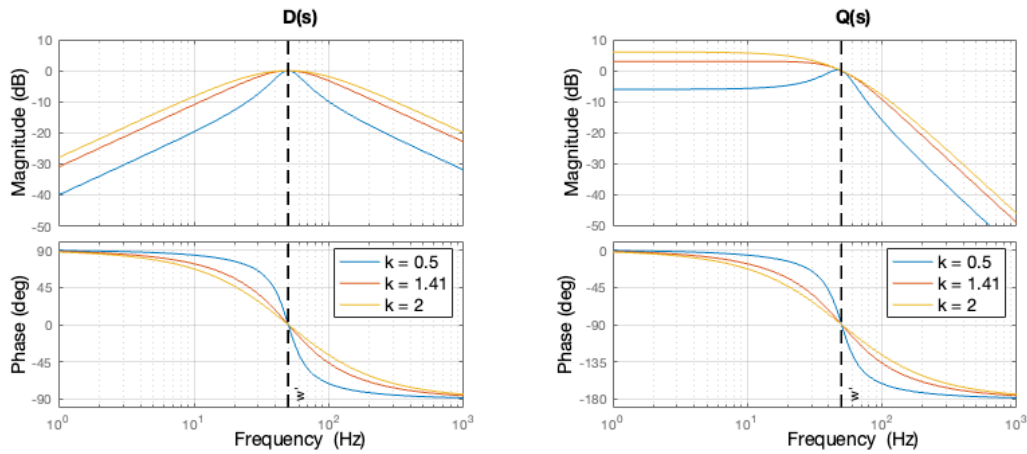 D(s)
Magnitude (dB)
10
0
-10
-20
-30
-40
-50
Phase (deg)
90
45
0
-45
-90
k = 0.5
k = 1.41
k = 2
w'
10^0 10^1 10^2 10^3
Frequency (Hz)
Q(s)
Magnitude (dB)
10
0
-10
-20
-30
-40
-50
Phase (deg)
0
-45
-90
-135
-180
k = 0.5
k = 1.41
k = 2
w'
10^0 10^1 10^2 10^3
Frequency (Hz)